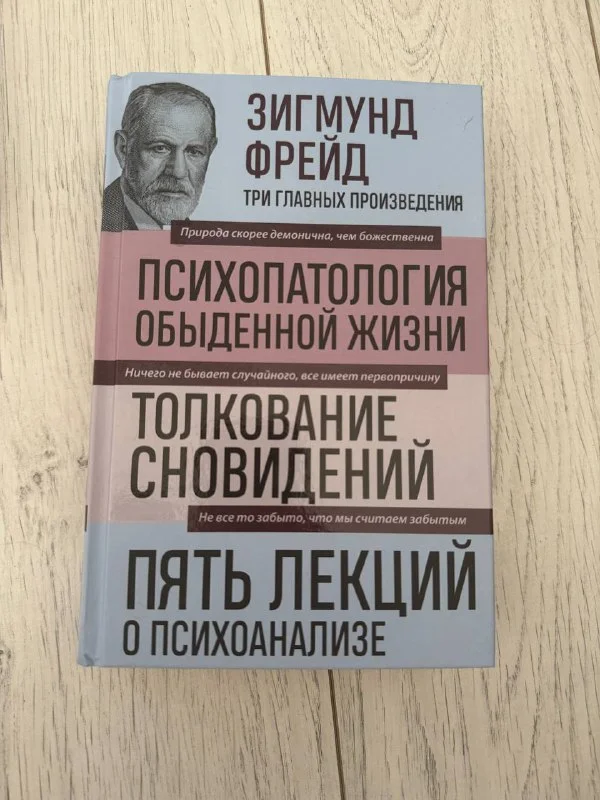 ЗИГМУНД
ФРЕЙД
ТРИ ГЛАВНЫХ ПРОИЗВЕДЕНИЯ
Природа скорее демонична, чем божественна
ПСИХОПАТОЛОГИЯ
ОБЫДЕННОЙ ЖИЗНИ
Ничего не бывает случайного, все имеет первопричину
ТОЛКОВАНИЕ
СНОВИДЕНИЙ
Не все то забыто, что мы считаем забытым
ПЯТЬ ЛЕКЦИЙ
О ПСИХОАНАЛИЗЕ